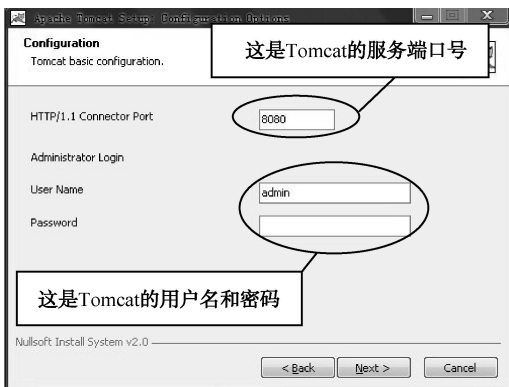 Apache Tomcat Setup: Configuration Options
Configuration
Tomcat basic configuration.
这是Tomcat的服务端口号
HTTP/1.1 Connector Port
8080
Administrator Login
User Name
admin
Password
这是Tomcat的用户名和密码
Nullsoft Install System v2.0
< Back
Next >
Cancel